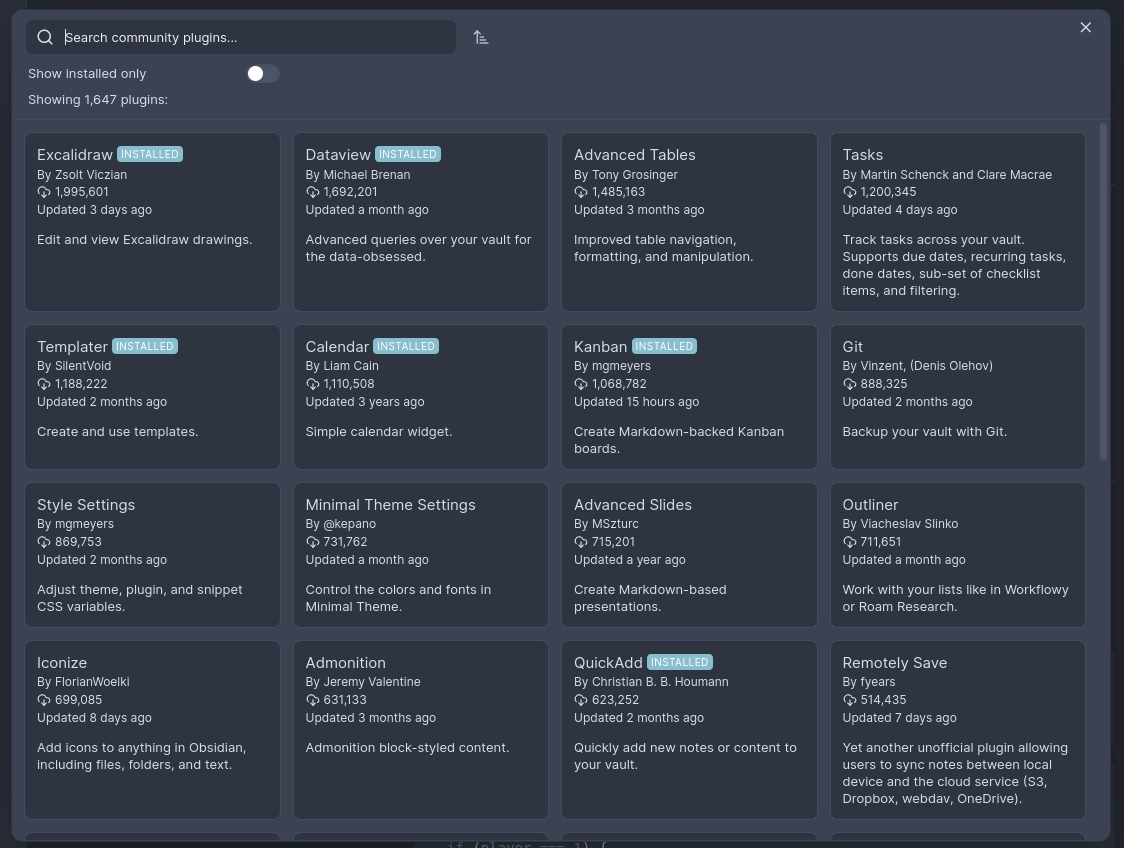 Search community plugins...
Show installed only
Showing 1,647 plugins:
Excalidraw INSTALLED
By Zsolt Viczian
1,995,601
Updated 3 days ago
Edit and view Excalidraw drawings.
Dataview INSTALLED
By Michael Brenan
1,692,201
Updated a month ago
Advanced queries over your vault for
the data-obsessed.
Advanced Tables
By Tony Grosinger
1,485,163
Updated 3 months ago
Improved table navigation,
formatting, and manipulation.
Tasks
By Martin Schenck and Clare Macrae
1,200,345
Updated 4 days ago
Track tasks across your vault.
Supports due dates, recurring tasks,
done dates, sub-set of checklist
items, and filtering.
Templater INSTALLED
By SilentVoid
1,188,222
Updated 2 months ago
Create and use templates.
Calendar INSTALLED
By Liam Cain
1,110,508
Updated 3 years ago
Simple calendar widget.
Kanban INSTALLED
By mgmeyers
1,068,782
Updated 15 hours ago
Create Markdown-backed Kanban
boards.
Git
By Vinzent, (Denis Olehov)
888,325
Updated 2 months ago
Backup your vault with Git.
Style Settings
By mgmeyers
869,753
Updated 2 months ago
Adjust theme, plugin, and snippet
CSS variables.
Minimal Theme Settings
By @kepano
731,762
Updated a month ago
Control the colors and fonts in
Minimal Theme.
Advanced Slides
By MSzturc
715,201
Updated a year ago
Create Markdown-based
presentations.
Outliner
By Viacheslav Slinko
711,651
Updated a month ago
Work with your lists like in Workflowy
or Roam Research.
Iconize
By FlorianWoelki
699,085
Updated 8 days ago
Add icons to anything in Obsidian,
including files, folders, and text.
Admonition
By Jeremy Valentine
631,133
Updated 3 months ago
Admonition block-styled content.
QuickAdd INSTALLED
By Christian B. B. Houmann
623,252
Updated 2 months ago
Quickly add new notes or content to
your vault.
Remotely Save
By fyears
514,435
Updated 7 days ago
Yet another unofficial plugin allowing
users to sync notes between local
device and the cloud service (S3,
Dropbox, webdav, OneDrive).
if (player === 1) {